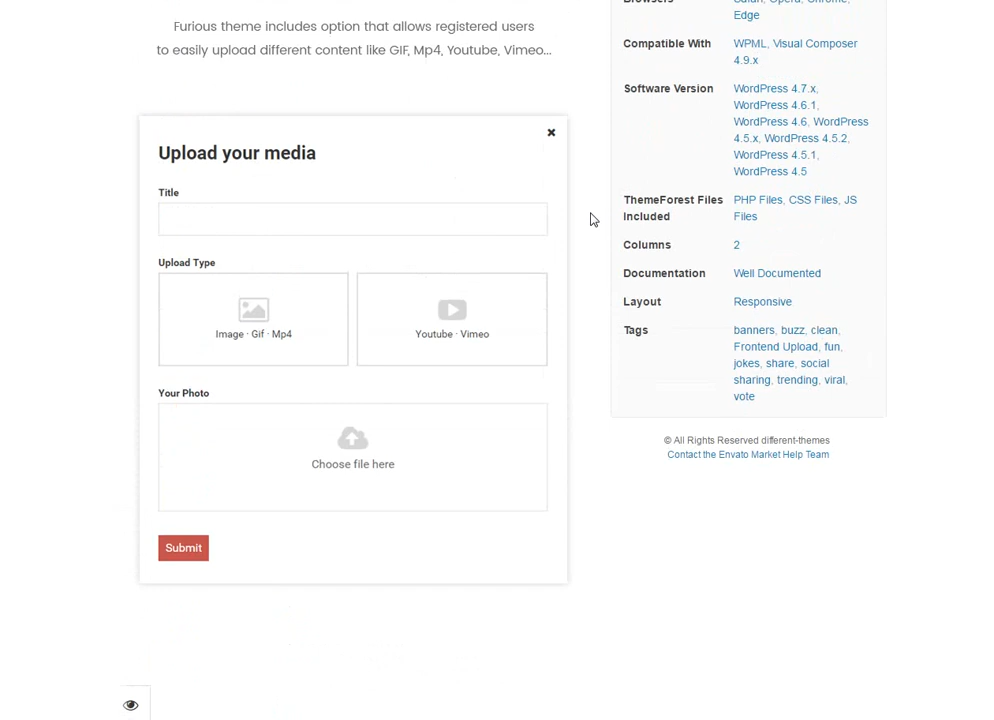 Furious theme includes option that allows registered users
to easily upload different content like GIF, Mp4, Youtube, Vimeo...
Upload your media
Title
Upload Type
Image · Gif · Mp4
Youtube · Vimeo
Your Photo
Choose file here
Submit
Edge
Compatible With
WPML, Visual Composer
4.9.x
Software Version
WordPress 4.7.x,
WordPress 4.6.1,
WordPress 4.6, WordPress
4.5.x, WordPress 4.5.2,
WordPress 4.5.1,
WordPress 4.5
ThemeForest Files
Included
PHP Files, CSS Files, JS
Files
Columns
2
Documentation
Well Documented
Layout
Responsive
Tags
banners, buzz, clean,
Frontend Upload, fun,
jokes, share, social
sharing, trending, viral,
vote
© All Rights Reserved different-themes
Contact the Envato Market Help Team